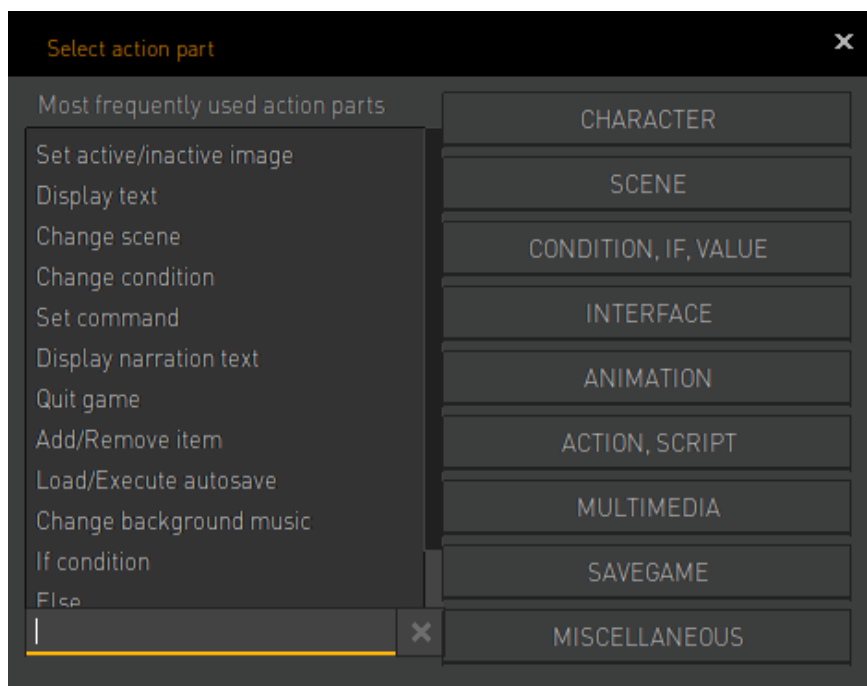 Select action part
Most frequently used action parts
Set active/inactive image
Display text
Change scene
Change condition
Set command
Display narration text
Quit game
Add/Remove item
Load/Execute autosave
Change background music
If condition
Else
CHARACTER
SCENE
CONDITION, IF, VALUE
INTERFACE
ANIMATION
ACTION, SCRIPT
MULTIMEDIA
SAVEGAME
MISCELLANEOUS